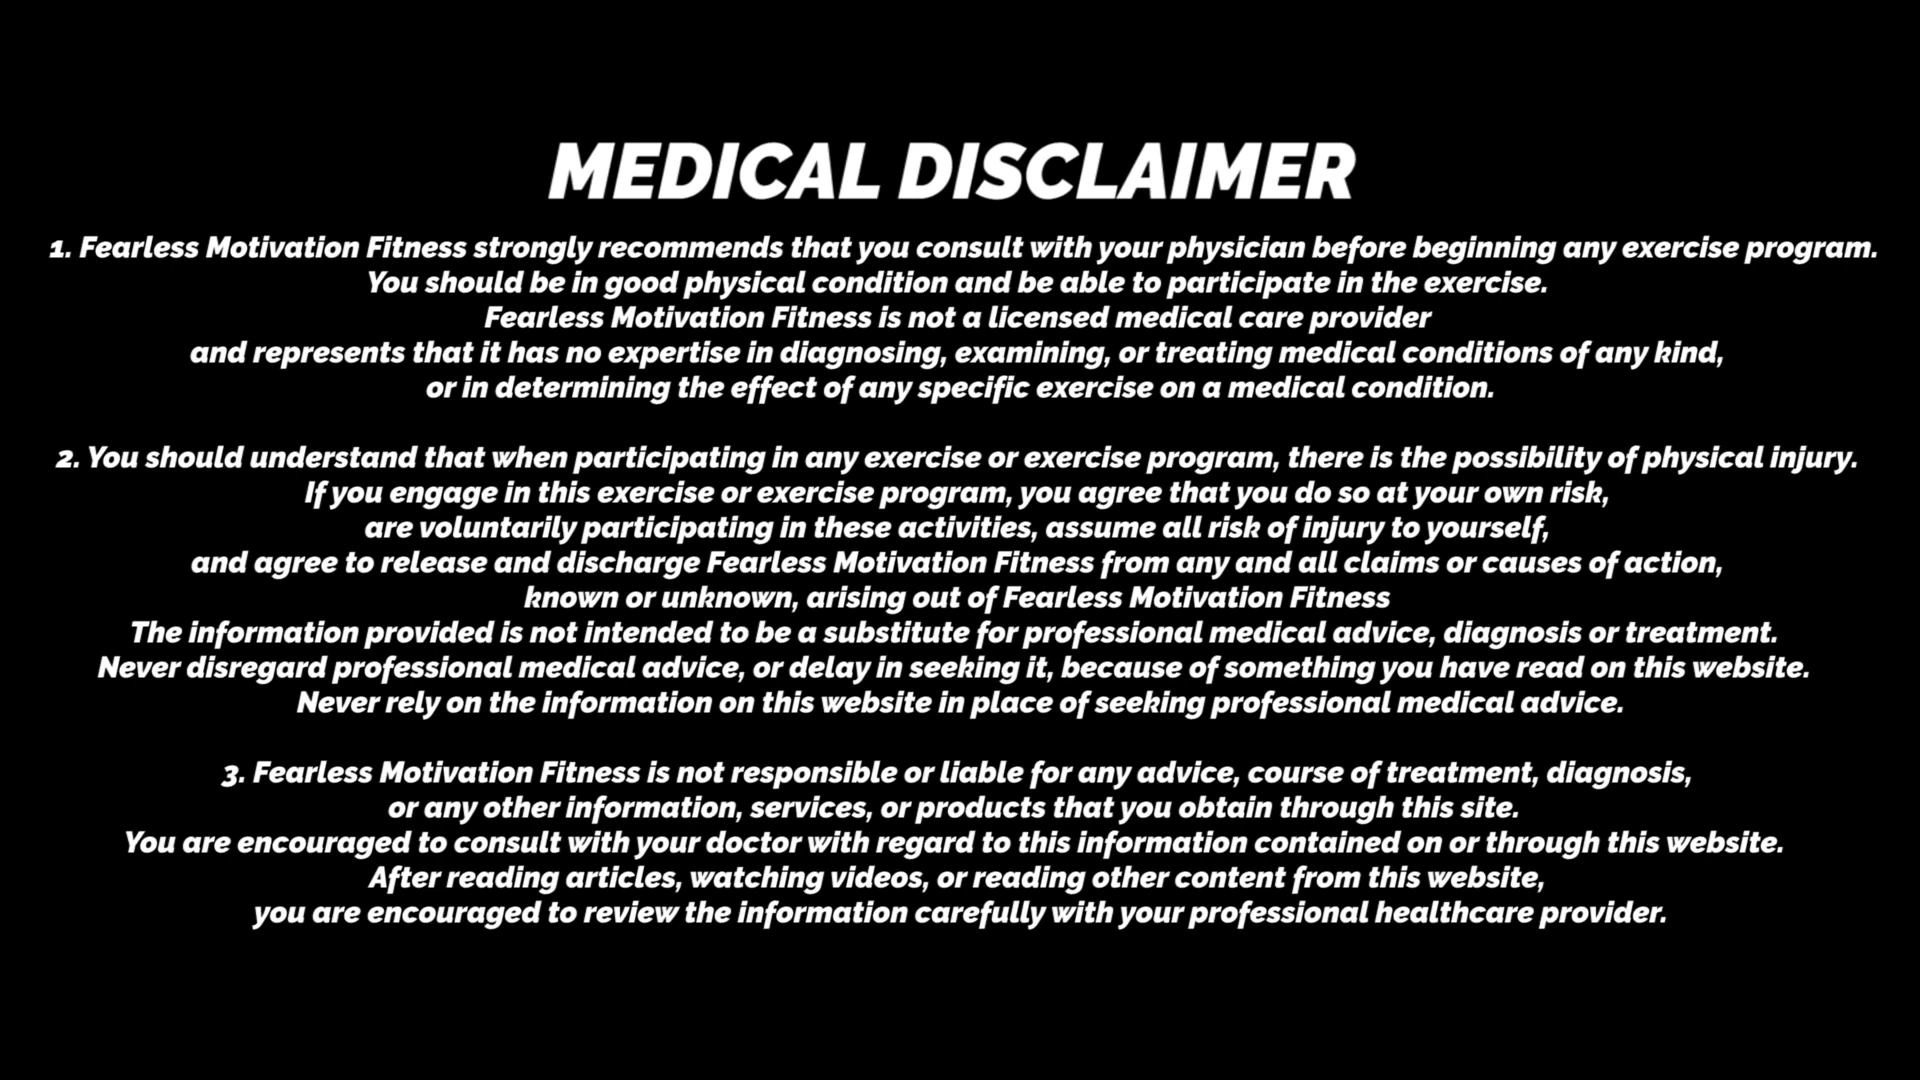 MEDICAL DISCLAIMER
1. Fearless Motivation Fitness strongly recommends that you consult with your physician before beginning any exercise program.
You should be in good physical condition and be able to participate in the exercise.
Fearless Motivation Fitness is not a licensed medical care provider
and represents that it has no expertise in diagnosing, examining, or treating medical conditions of any kind,
or in determining the effect of any specific exercise on a medical condition.
2. You should understand that when participating in any exercise or exercise program, there is the possibility of physical injury.
If you engage in this exercise or exercise program, you agree that you do so at your own risk,
are voluntarily participating in these activities, assume all risk of injury to yourself,
and agree to release and discharge Fearless Motivation Fitness from any and all claims or causes of action,
known or unknown, arising out of Fearless Motivation Fitness
The information provided is not intended to be a substitute for professional medical advice, diagnosis or treatment.
Never disregard professional medical advice, or delay in seeking it, because of something you have read on this website.
Never rely on the information on this website in place of seeking professional medical advice.
3. Fearless Motivation Fitness is not responsible or liable for any advice, course of treatment, diagnosis,
or any other information, services, or products that you obtain through this site.
You are encouraged to consult with your doctor with regard to this information contained on or through this website.
After reading articles, watching videos, or reading other content from this website,
you are encouraged to review the information carefully with your professional healthcare provider.